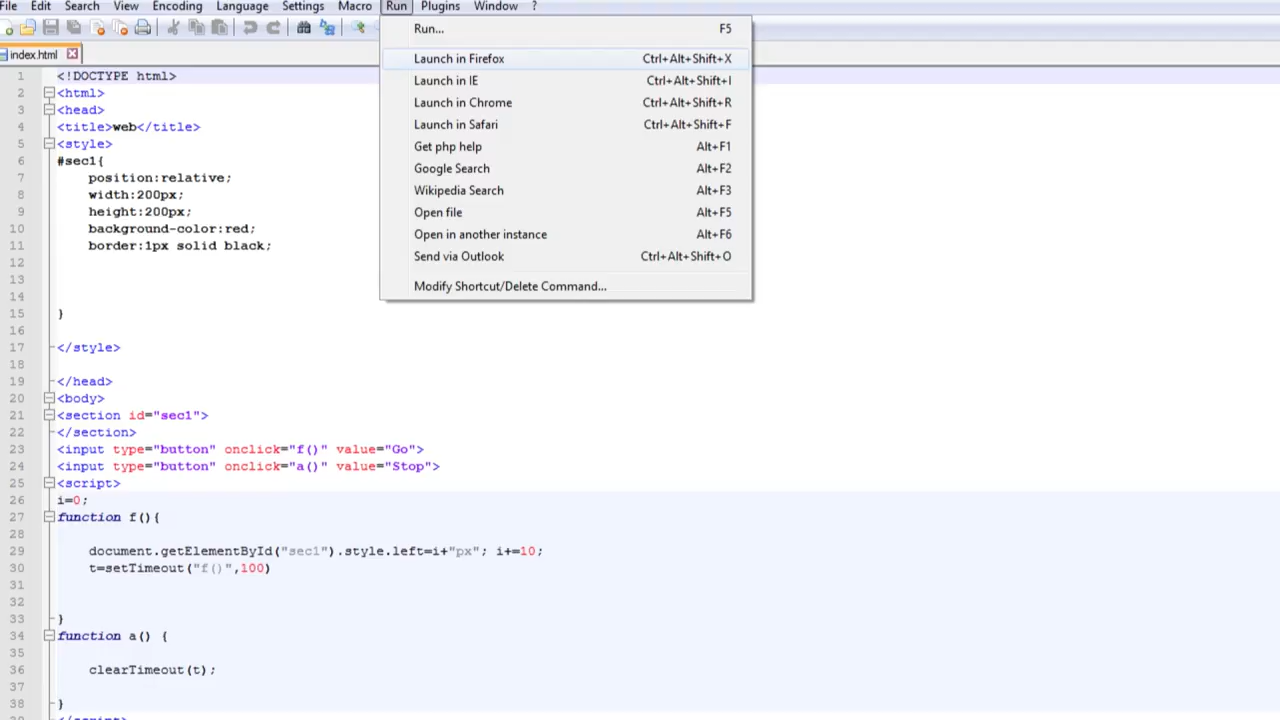 File Edit Search View Encoding Language Settings Macro Run Plugins Window ?
index.html
Run... F5
Launch in Firefox Ctrl+Alt+Shift+X
Launch in IE Ctrl+Alt+Shift+I
Launch in Chrome Ctrl+Alt+Shift+R
Launch in Safari Ctrl+Alt+Shift+F
Get php help Alt+F1
Google Search Alt+F2
Wikipedia Search Alt+F3
Open file Alt+F5
Open in another instance Alt+F6
Send via Outlook Ctrl+Alt+Shift+O
Modify Shortcut/Delete Command...
1 <!DOCTYPE html>
2 <html>
3 <head>
4 <title>web</title>
5 <style>
6 #sec1{
7 position:relative;
8 width:200px;
9 height:200px;
10 background-color:red;
11 border:1px solid black;
12
13
14
15 }
16
17 </style>
18
19 </head>
20 <body>
21 <section id="sec1">
22 </section>
23 <input type="button" onclick="f()" value="Go">
24 <input type="button" onclick="a()" value="Stop">
25 <script>
26 i=0;
27 function f(){
28
29 document.getElementById("sec1").style.left=i+"px"; i+=10;
30 t=setTimeout("f()",100)
31
32
33 }
34 function a() {
35
36 clearTimeout(t);
37
38 }
39 </script>